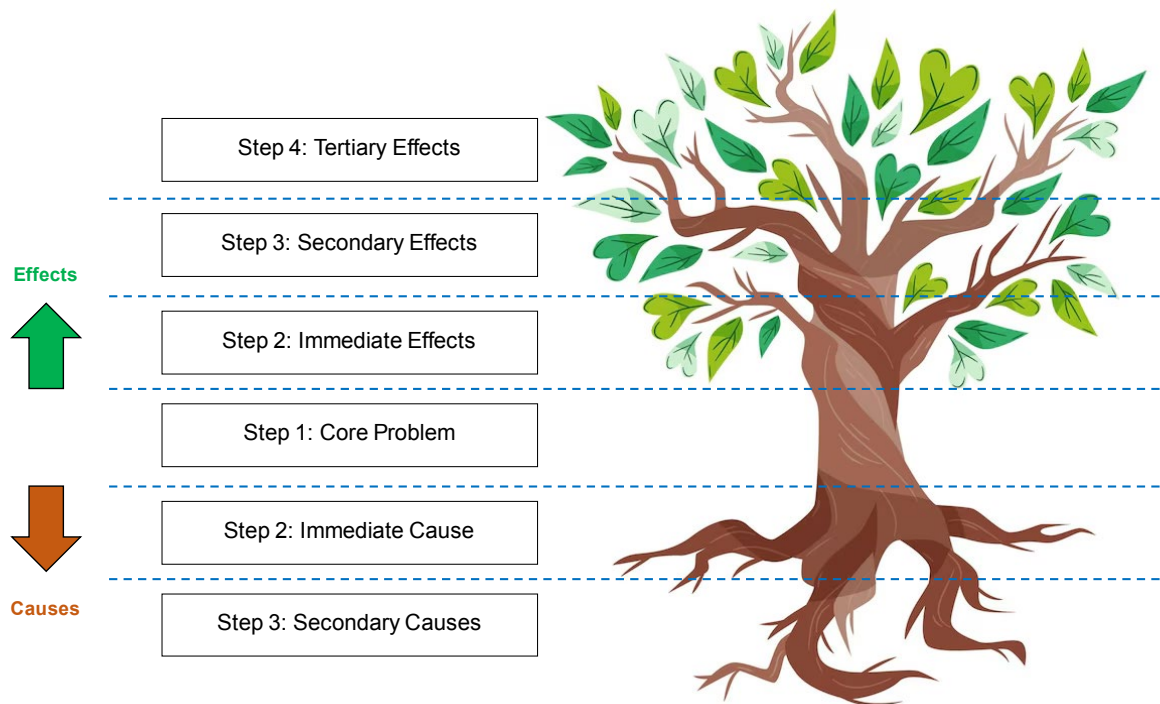 Step 4: Tertiary Effects
Step 3: Secondary Effects
Effects
Step 2: Immediate Effects
Step 1: Core Problem
Step 2: Immediate Cause
Causes
Step 3: Secondary Causes